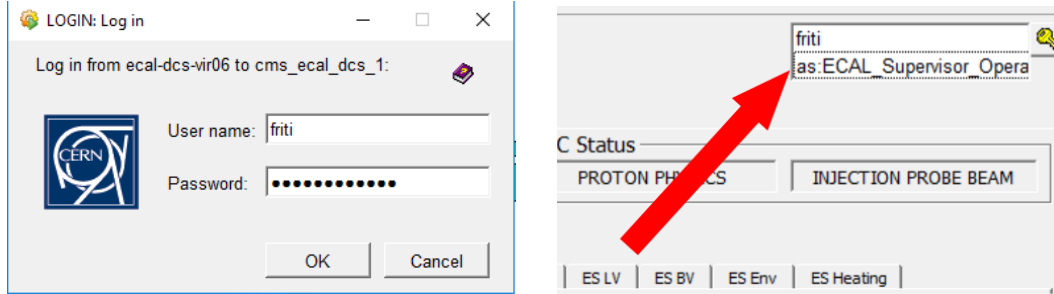 LOGIN: Log in
Log in from ecal-dcs-vir06 to cms_ecal_dcs_1:
CERN
User name: friti
Password: ●●●●●●●●●●●●
OK Cancel
friti
as:ECAL_Supervisor_Opera
C Status
PROTON PHYSICS INJECTION PROBE BEAM
ES LV ES BV ES Env ES Heating